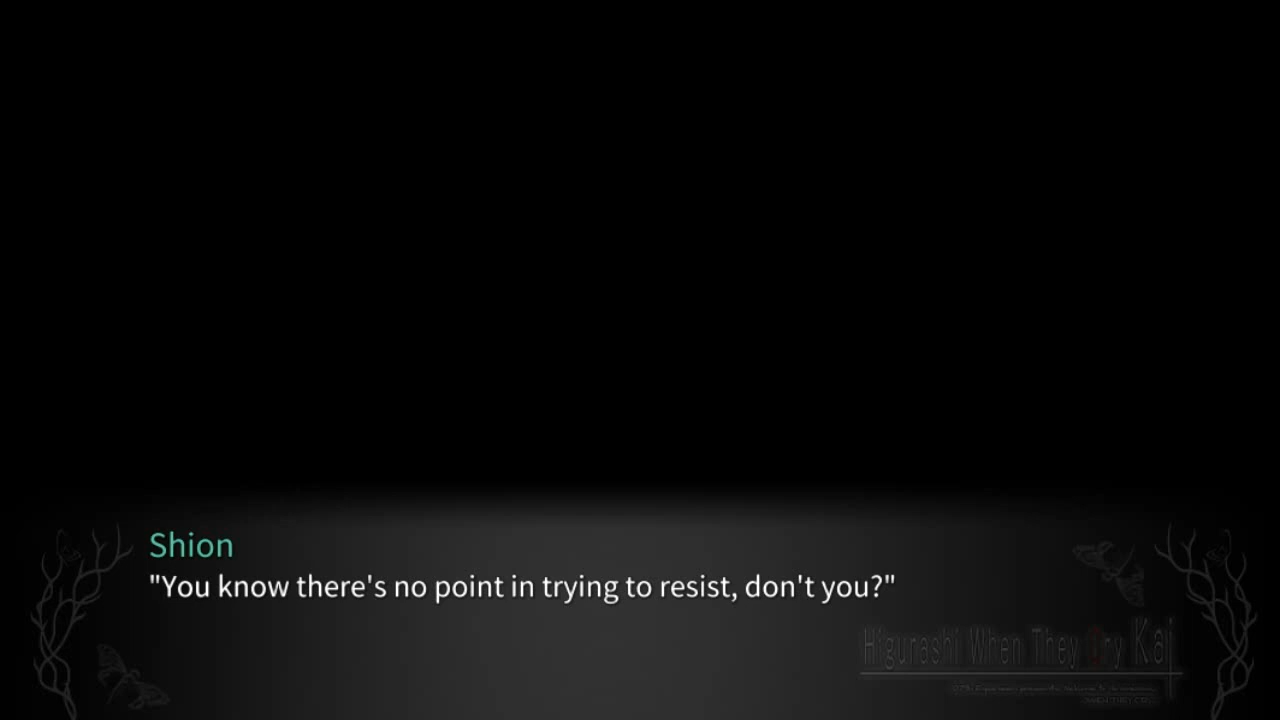 Shion
"You know there's no point in trying to resist, don't you?"
Higurashi When They Cry Kai